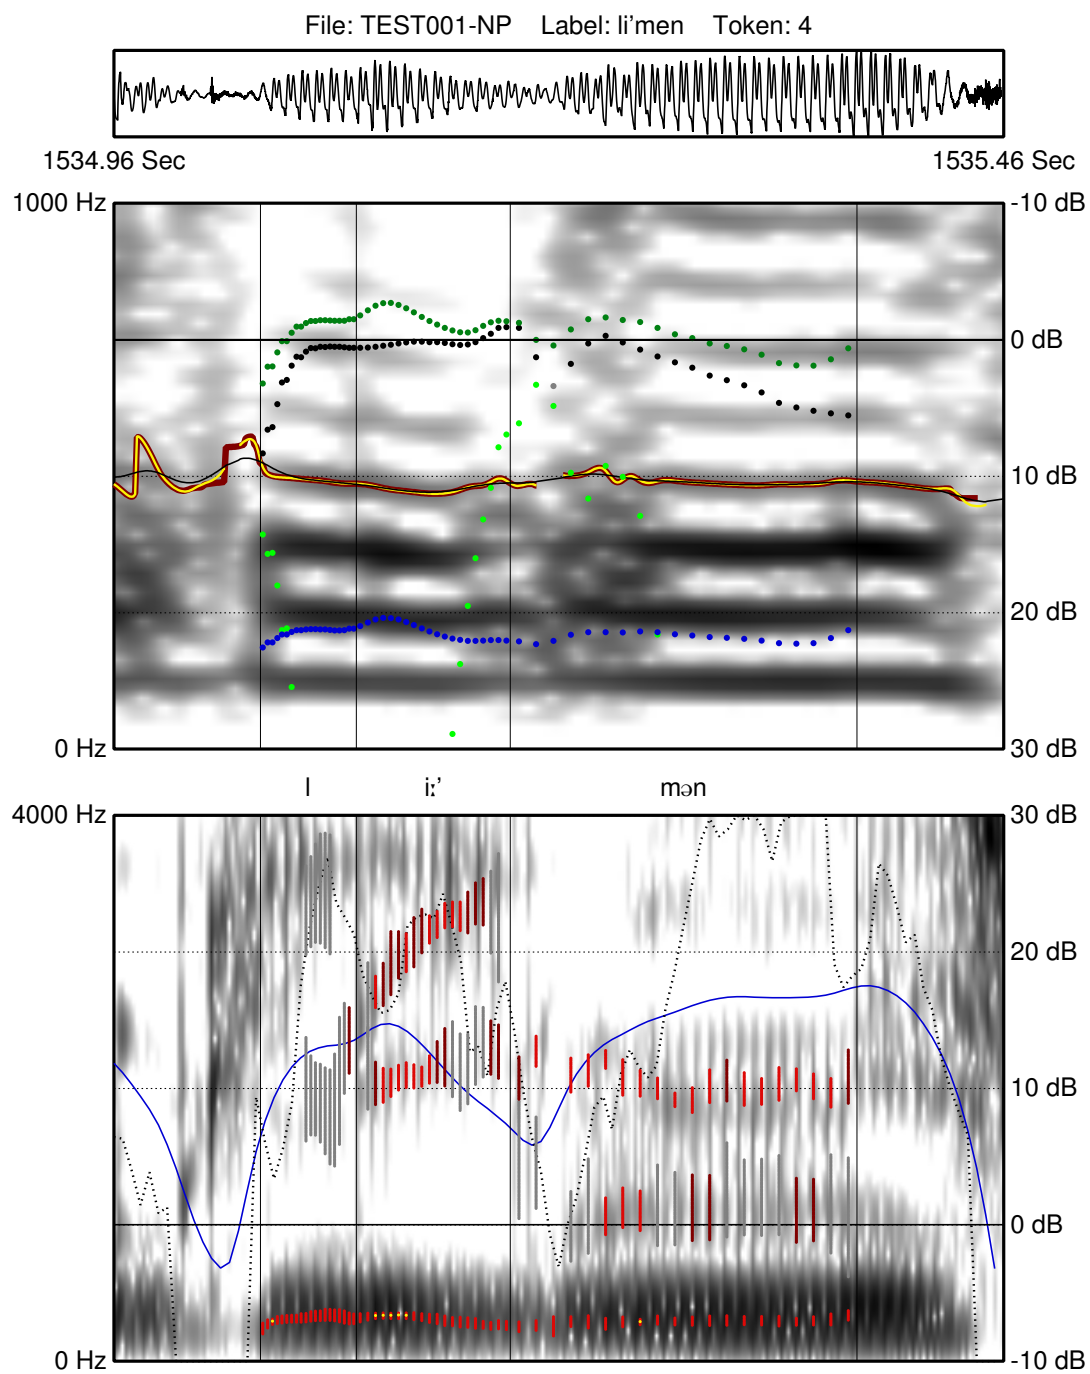 File: TEST001-NP Label: li'men Token: 4
1534.96 Sec 1535.46 Sec
1000 Hz -10 dB
0 dB
10 dB
20 dB
0 Hz 30 dB
l iː’ mən
4000 Hz 30 dB
20 dB
10 dB
0 dB
0 Hz -10 dB